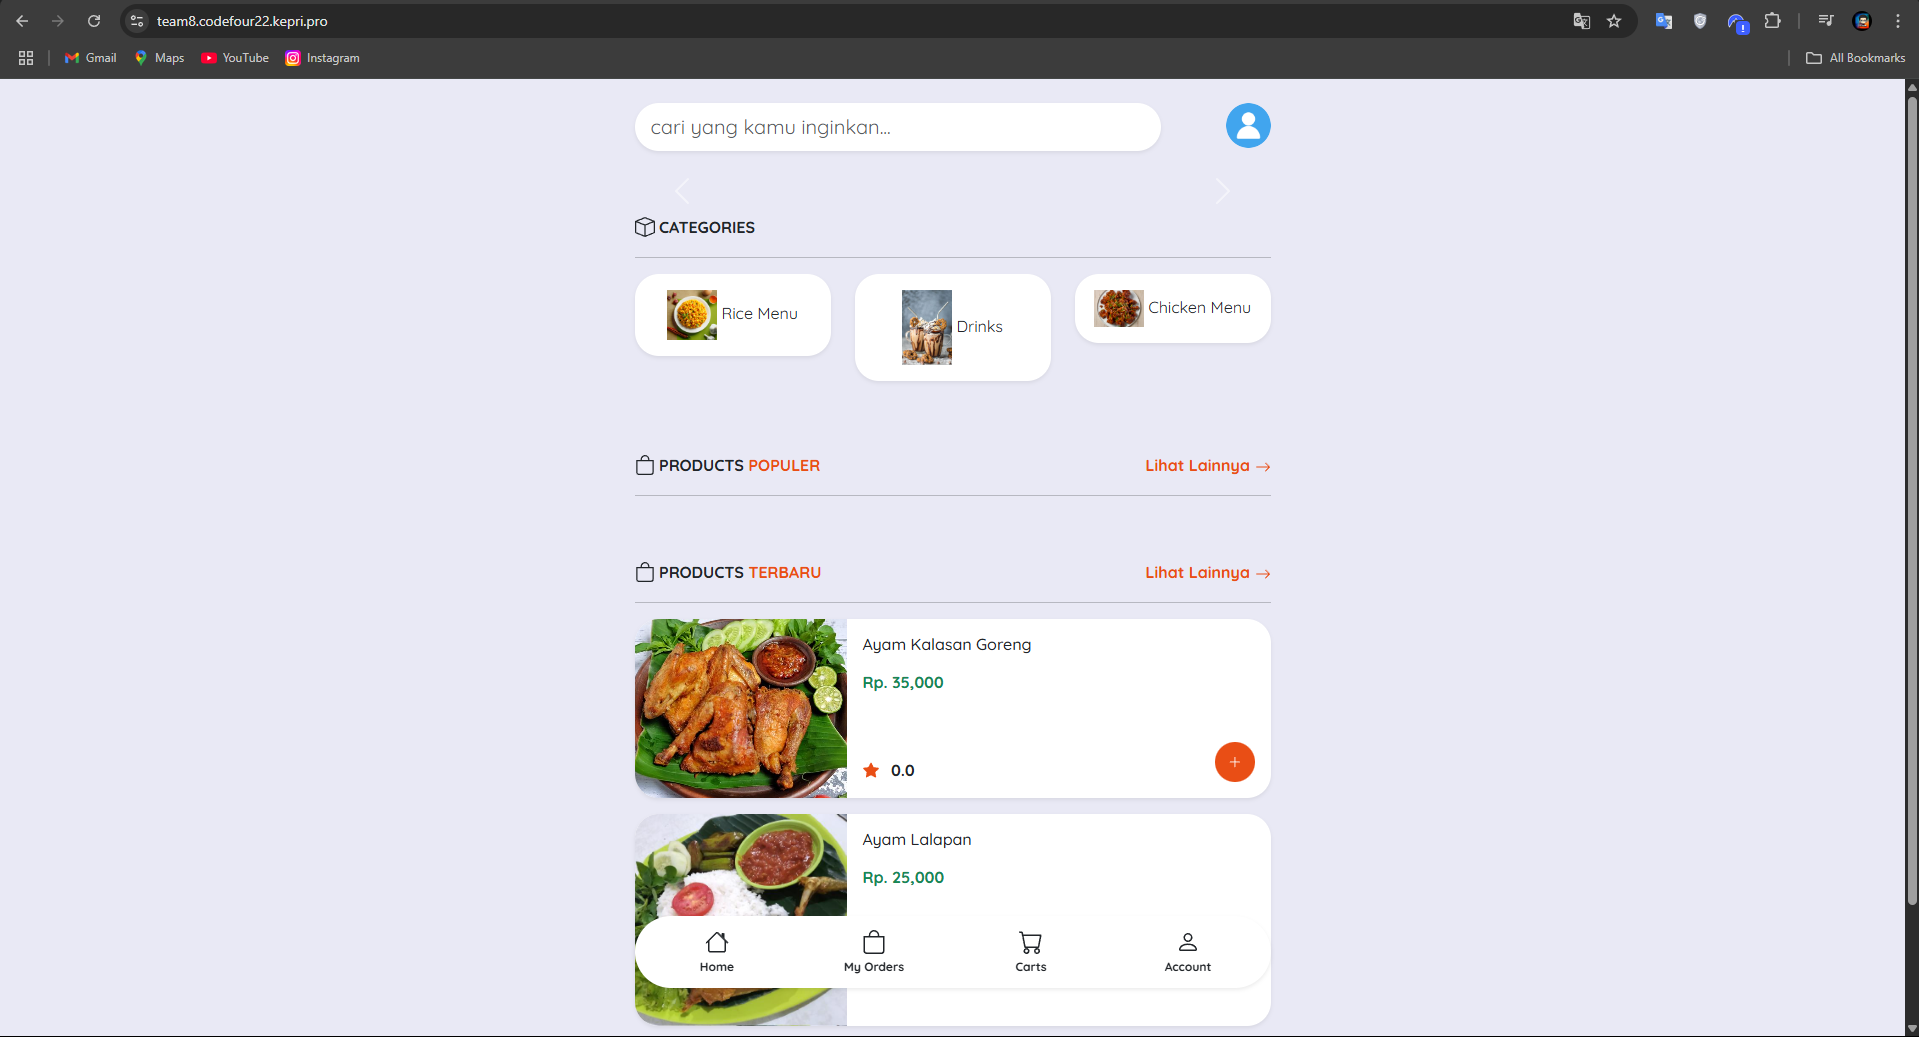 team8.codefour22.kepri.pro
Gmail Maps YouTube Instagram All Bookmarks
cari yang kamu inginkan...
CATEGORIES
Rice Menu
Drinks
Chicken Menu
PRODUCTS POPULER Lihat Lainnya →
PRODUCTS TERBARU Lihat Lainnya →
Ayam Kalasan Goreng
Rp. 35,000
0.0
+
Ayam Lalapan
Rp. 25,000
Home My Orders Carts Account